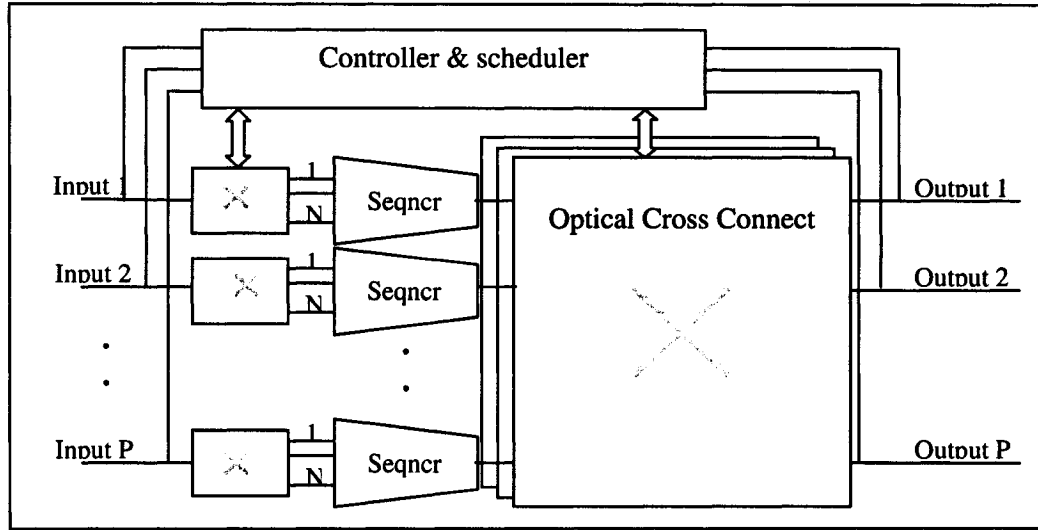 Controller & scheduler
Input 1
1
N
Seqncr
Optical Cross Connect
Output 1
Input 2
1
N
Seqncr
Output 2
Input P
1
N
Seqncr
Output P